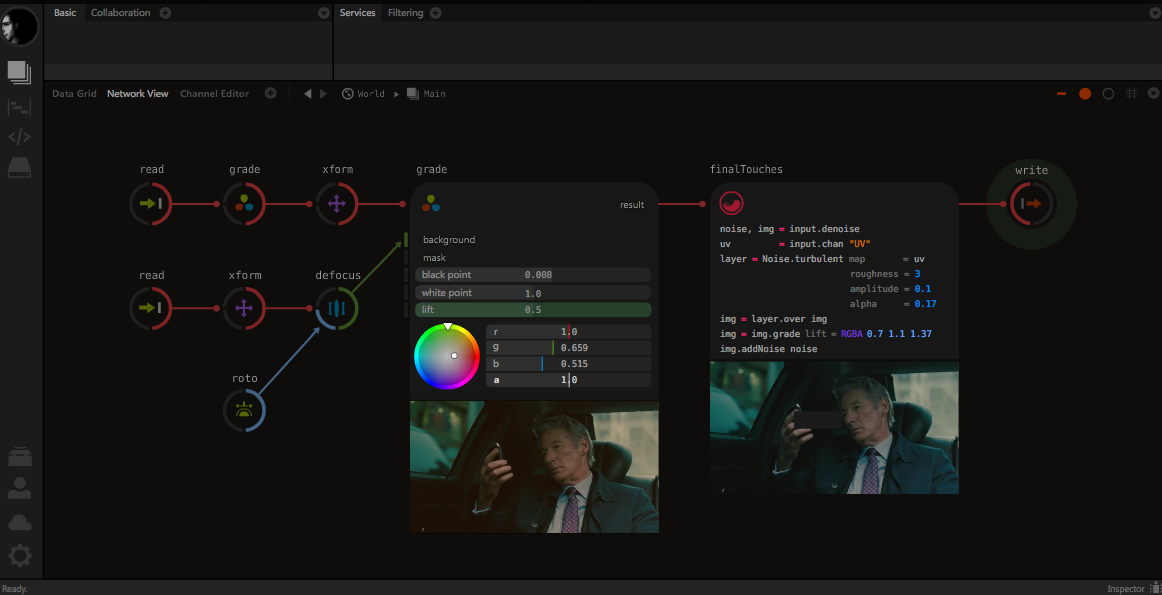 Basic Collaboration Services Filtering
Data Grid Network View Channel Editor World Main
read grade xform grade finalTouches write
result
background
mask
black point 0.008
white point 1.0
lift 0.5
r 1.0
g 0.659
b 0.515
a 1.0
read xform defocus
roto
noise, img = input.denoise
uv = input.chan "UV"
layer = Noise.turbulent map = uv
roughness = 3
amplitude = 0.1
alpha = 0.17
img = layer.over img
img = img.grade lift = RGBA 0.7 1.1 1.37
img.addNoise noise
Ready. Inspector